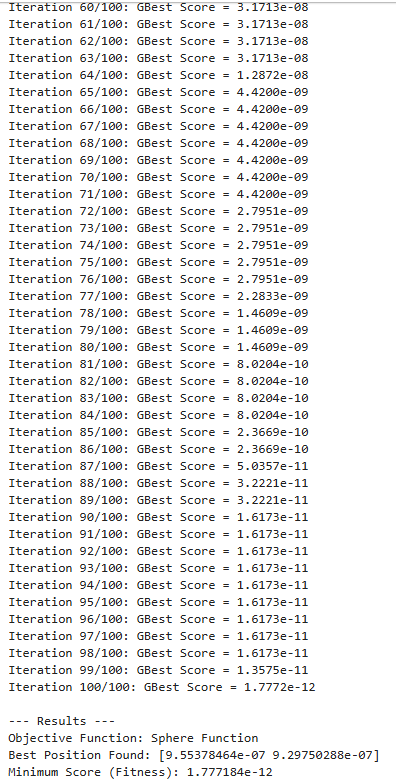 Iteration 60/100: GBest Score = 3.1713e-08
Iteration 61/100: GBest Score = 3.1713e-08
Iteration 62/100: GBest Score = 3.1713e-08
Iteration 63/100: GBest Score = 3.1713e-08
Iteration 64/100: GBest Score = 1.2872e-08
Iteration 65/100: GBest Score = 4.4200e-09
Iteration 66/100: GBest Score = 4.4200e-09
Iteration 67/100: GBest Score = 4.4200e-09
Iteration 68/100: GBest Score = 4.4200e-09
Iteration 69/100: GBest Score = 4.4200e-09
Iteration 70/100: GBest Score = 4.4200e-09
Iteration 71/100: GBest Score = 4.4200e-09
Iteration 72/100: GBest Score = 2.7951e-09
Iteration 73/100: GBest Score = 2.7951e-09
Iteration 74/100: GBest Score = 2.7951e-09
Iteration 75/100: GBest Score = 2.7951e-09
Iteration 76/100: GBest Score = 2.7951e-09
Iteration 77/100: GBest Score = 2.2833e-09
Iteration 78/100: GBest Score = 1.4609e-09
Iteration 79/100: GBest Score = 1.4609e-09
Iteration 80/100: GBest Score = 1.4609e-09
Iteration 81/100: GBest Score = 8.0204e-10
Iteration 82/100: GBest Score = 8.0204e-10
Iteration 83/100: GBest Score = 8.0204e-10
Iteration 84/100: GBest Score = 8.0204e-10
Iteration 85/100: GBest Score = 2.3669e-10
Iteration 86/100: GBest Score = 2.3669e-10
Iteration 87/100: GBest Score = 5.0357e-11
Iteration 88/100: GBest Score = 3.2221e-11
Iteration 89/100: GBest Score = 3.2221e-11
Iteration 90/100: GBest Score = 1.6173e-11
Iteration 91/100: GBest Score = 1.6173e-11
Iteration 92/100: GBest Score = 1.6173e-11
Iteration 93/100: GBest Score = 1.6173e-11
Iteration 94/100: GBest Score = 1.6173e-11
Iteration 95/100: GBest Score = 1.6173e-11
Iteration 96/100: GBest Score = 1.6173e-11
Iteration 97/100: GBest Score = 1.6173e-11
Iteration 98/100: GBest Score = 1.6173e-11
Iteration 99/100: GBest Score = 1.3575e-11
Iteration 100/100: GBest Score = 1.7772e-12

--- Results ---
Objective Function: Sphere Function
Best Position Found: [9.55378464e-07 9.29750288e-07]
Minimum Score (Fitness): 1.777184e-12